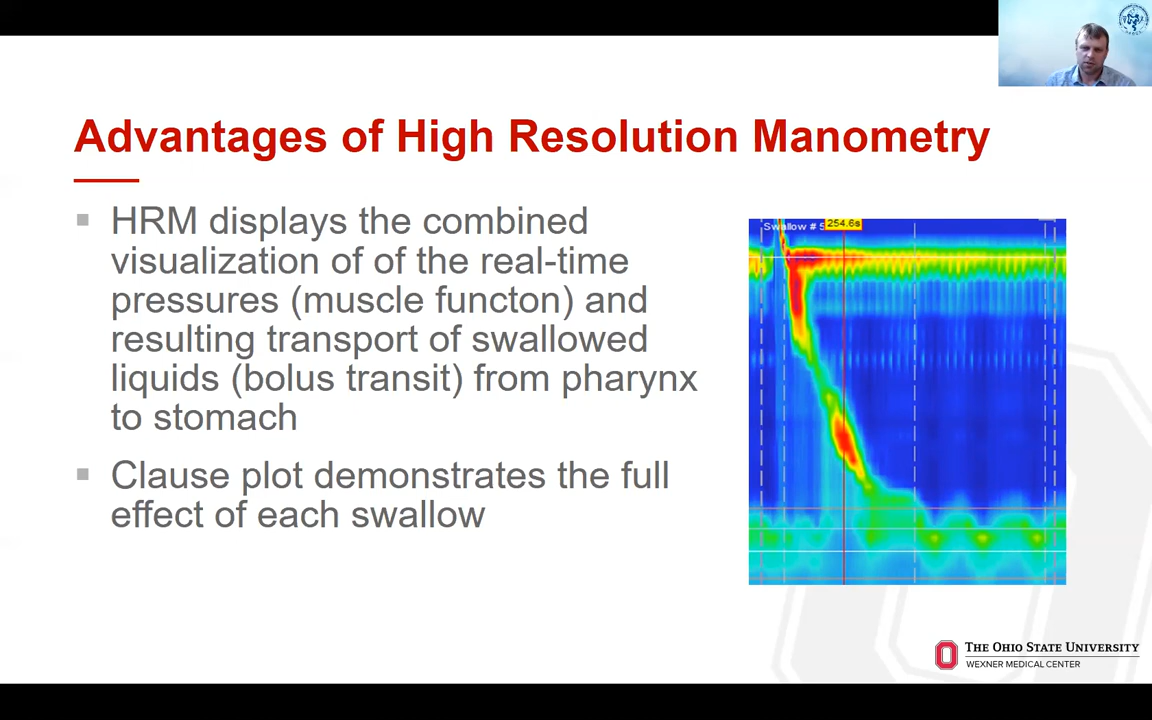 Advantages of High Resolution Manometry
▪ HRM displays the combined
visualization of of the real-time
pressures (muscle functon) and
resulting transport of swallowed
liquids (bolus transit) from pharynx
to stomach
▪ Clause plot demonstrates the full
effect of each swallow
Swallow # 5
254.6s
THE OHIO STATE UNIVERSITY
WEXNER MEDICAL CENTER